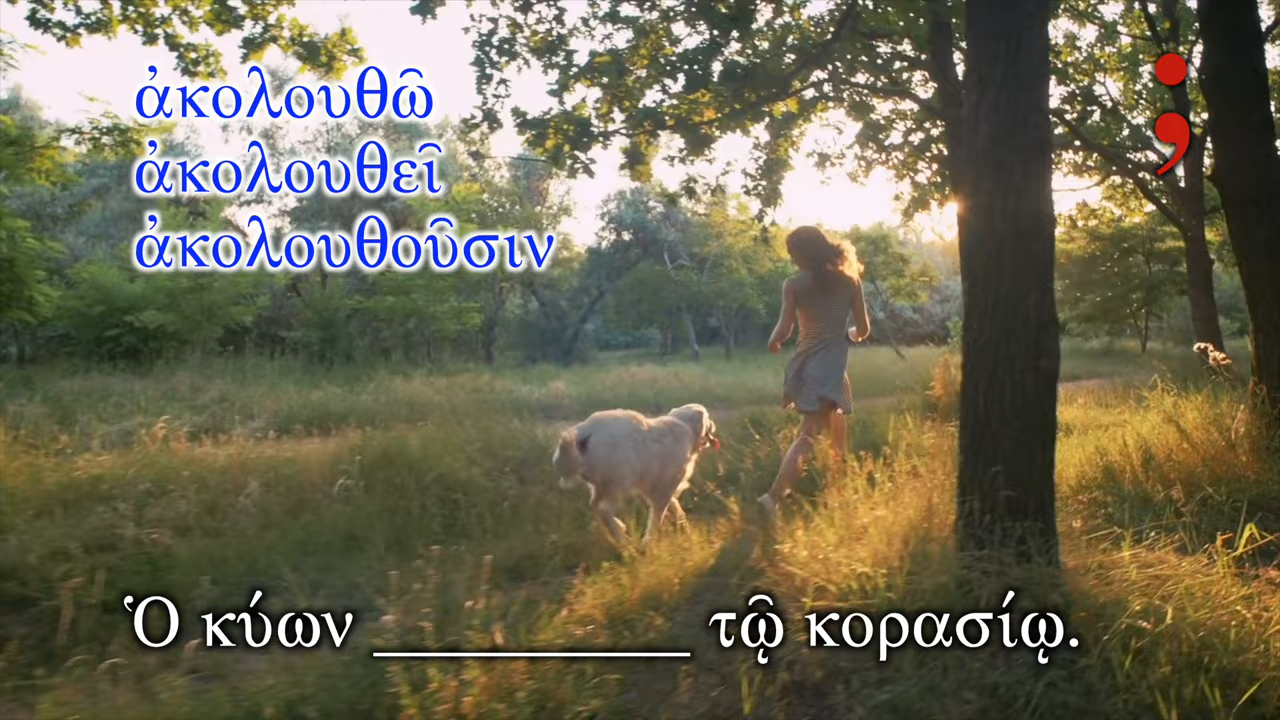 ἀκολουθῶ
ἀκολουθεῖ
ἀκολουθοῦσιν
;
Ὁ κύων __________ τῷ κορασίῳ.